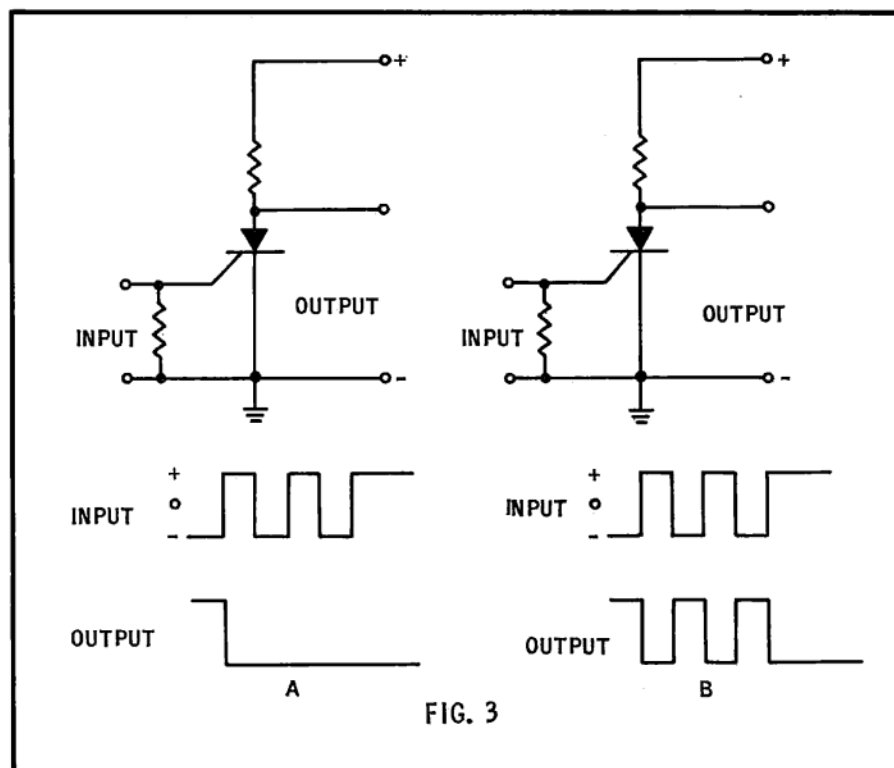 + +
OUTPUT OUTPUT
INPUT INPUT
- -
+ +
INPUT INPUT
- -
OUTPUT OUTPUT
A B
FIG. 3